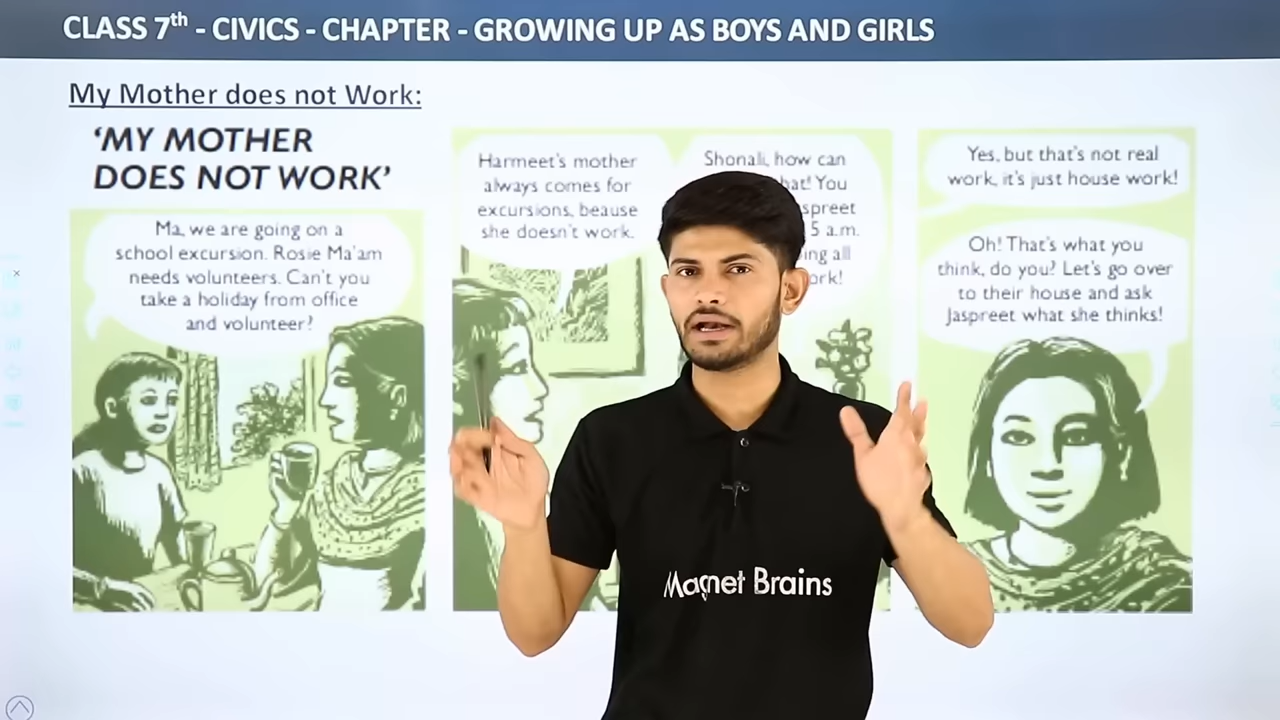 CLASS 7th - CIVICS - CHAPTER - GROWING UP AS BOYS AND GIRLS
My Mother does not Work:
‘MY MOTHER
DOES NOT WORK’
Ma, we are going on a
school excursion. Rosie Ma'am
needs volunteers. Can't you
take a holiday from office
and volunteer?
Harmeet's mother
always comes for
excursions, beause
she doesn't work.
Shonali, how can
hat! You
spreet
5 a.m.
ing all
ork!
Yes, but that's not real
work, it's just house work!
Oh! That's what you
think, do you? Let's go over
to their house and ask
Jaspreet what she thinks!
Magnet Brains